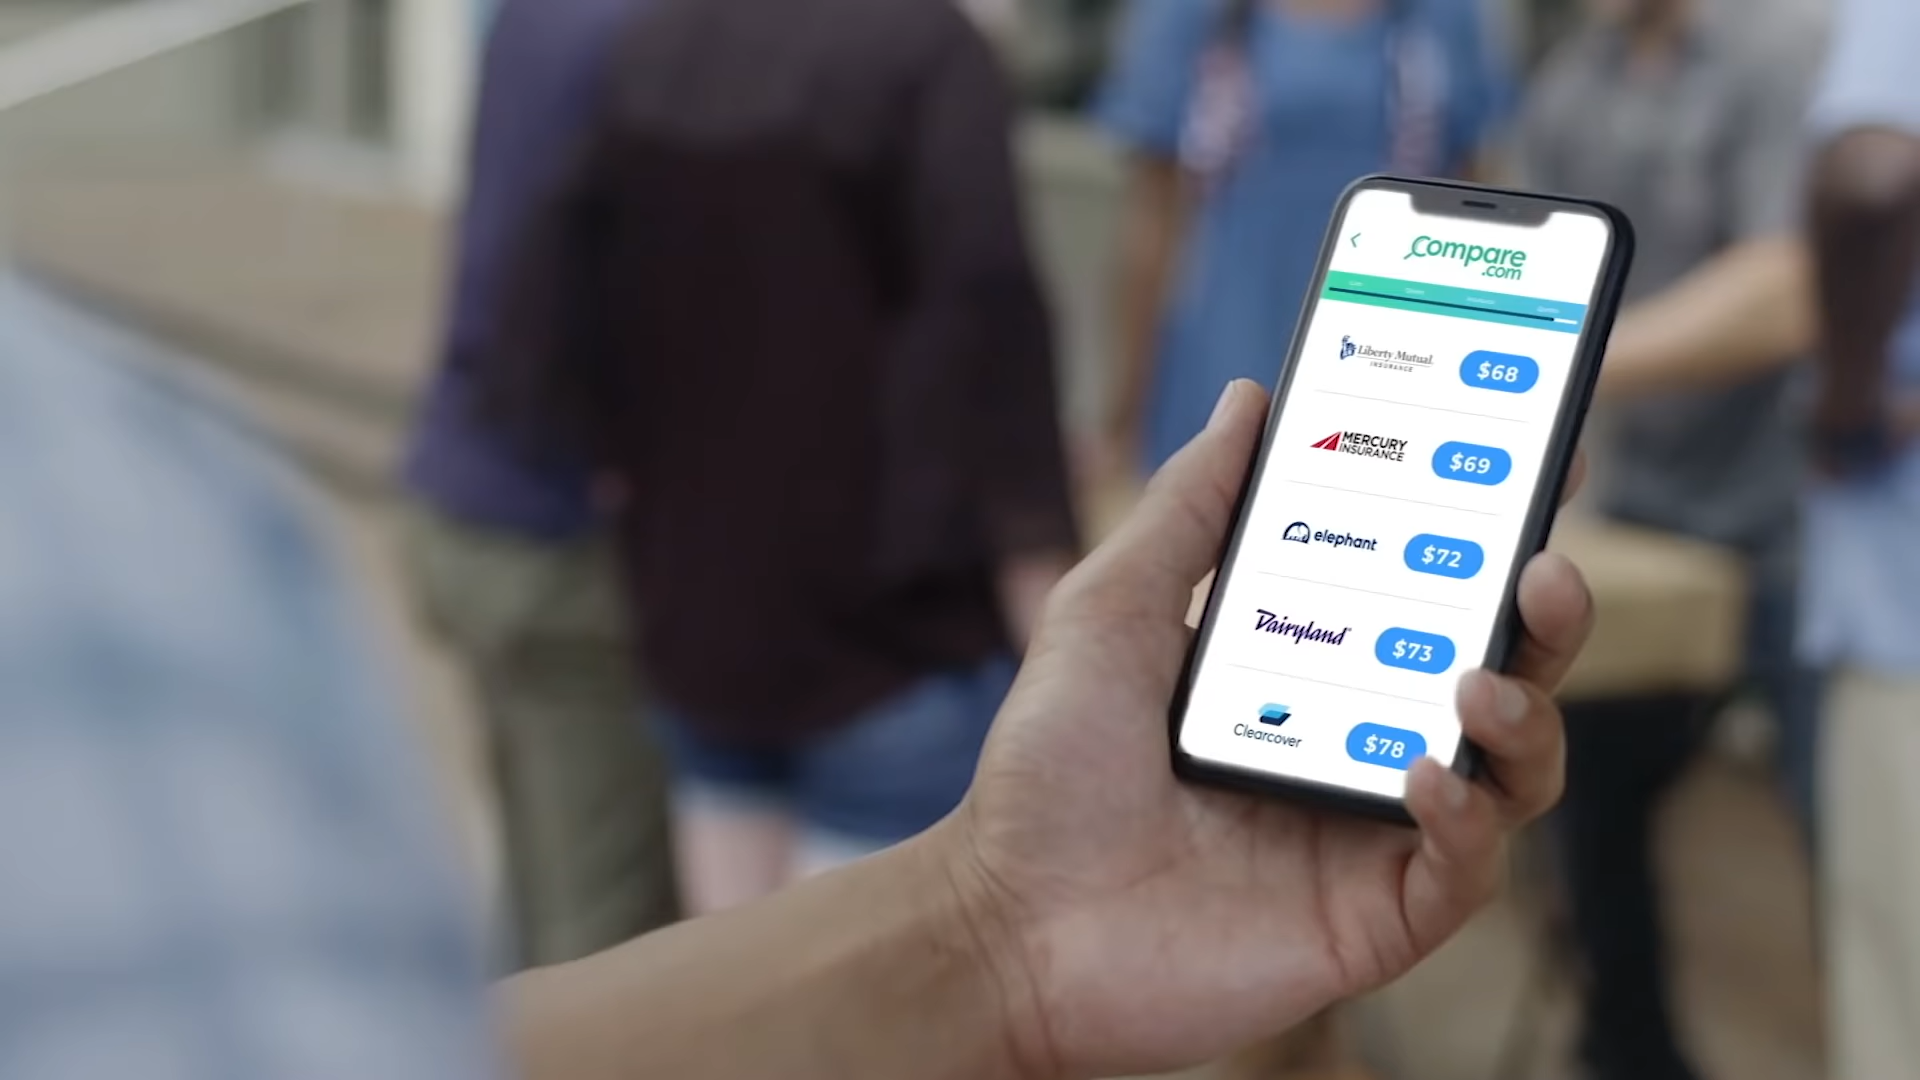 Compare
.com
Liberty Mutual
INSURANCE
$68
MERCURY
INSURANCE
$69
elephant
$72
Dairyland
$73
Clearcover
$78